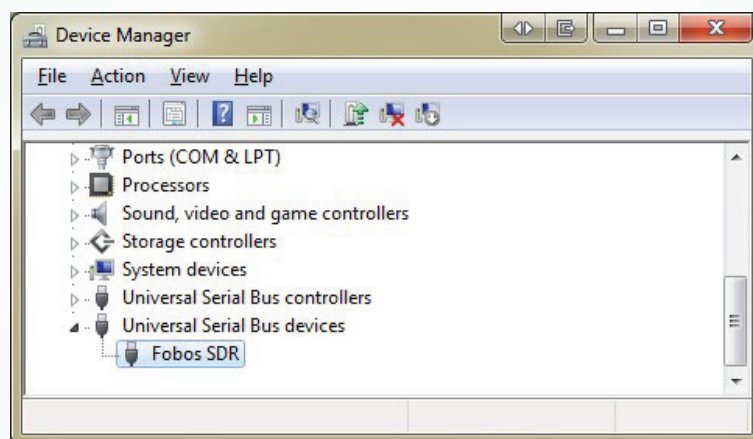 Device Manager
File Action View Help
Ports (COM & LPT)
Processors
Sound, video and game controllers
Storage controllers
System devices
Universal Serial Bus controllers
Universal Serial Bus devices
Fobos SDR